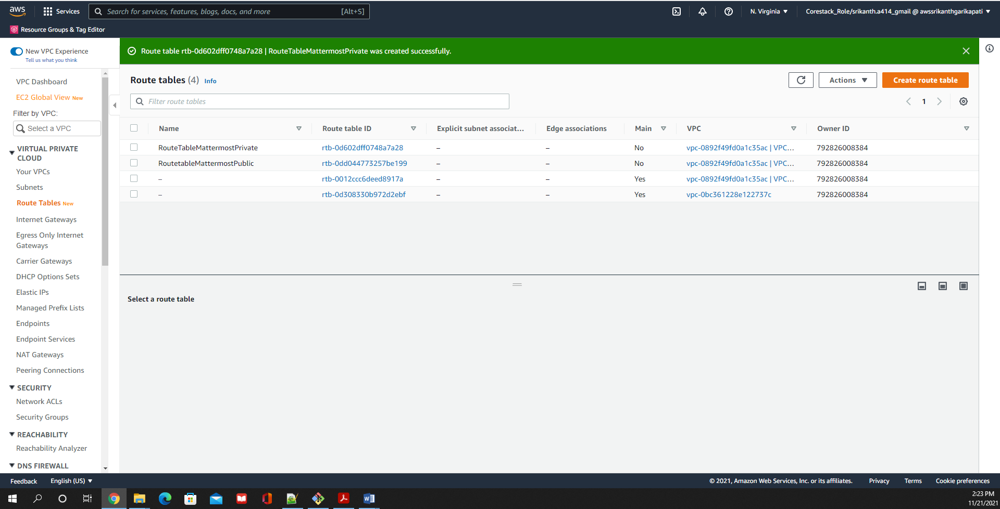 aws
Services
Search for services, features, blogs, docs, and more
[Alt+S]
N. Virginia
Corestack_Role/srikanth.a414_gmail @ awssrikanthgarikapati
Resource Groups & Tag Editor
New VPC Experience
Tell us what you think
VPC Dashboard
EC2 Global View New
Filter by VPC:
Select a VPC
VIRTUAL PRIVATE
CLOUD
Your VPCs
Subnets
Route Tables New
Internet Gateways
Egress Only Internet
Gateways
Carrier Gateways
DHCP Options Sets
Elastic IPs
Managed Prefix Lists
Endpoints
Endpoint Services
NAT Gateways
Peering Connections
SECURITY
Network ACLs
Security Groups
REACHABILITY
Reachability Analyzer
DNS FIREWALL
Route table rtb-0d602dff0748a7a28 | RouteTableMattermostPrivate was created successfully.
Route tables (4) Info
Actions
Create route table
Filter route tables
1
Name Route table ID Explicit subnet associat... Edge associations Main VPC Owner ID
RouteTableMattermostPrivate rtb-0d602dff0748a7a28 – – No vpc-0892f49fd0a1c35ac | VPC... 792826008384
RoutetableMattermostPublic rtb-0dd044773257be199 – – No vpc-0892f49fd0a1c35ac | VPC... 792826008384
– rtb-0012ccc6deed8917a – – Yes vpc-0892f49fd0a1c35ac | VPC... 792826008384
– rtb-0d308330b972d2ebf – – Yes vpc-0bc361228e122737c 792826008384
Select a route table
Feedback English (US)
© 2021, Amazon Web Services, Inc. or its affiliates. Privacy Terms Cookie preferences
2:23 PM
11/21/2021